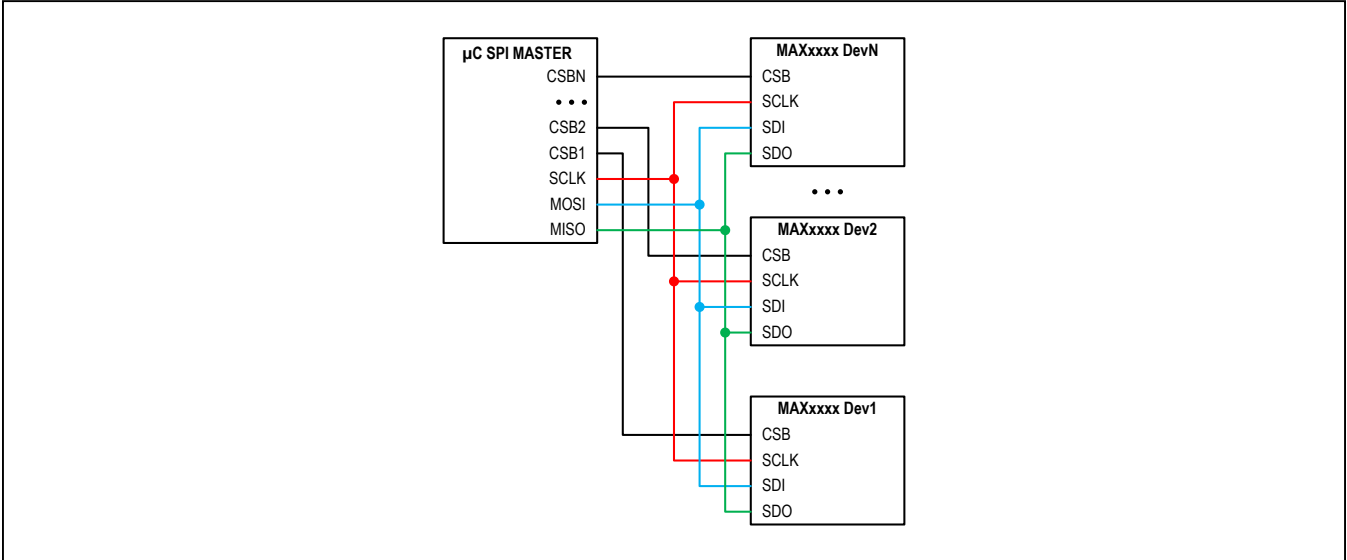 µC SPI MASTER
CSBN
•••
CSB2
CSB1
SCLK
MOSI
MISO
MAXxxxx DevN
CSB
SCLK
SDI
SDO
•••
MAXxxxx Dev2
CSB
SCLK
SDI
SDO
MAXxxxx Dev1
CSB
SCLK
SDI
SDO